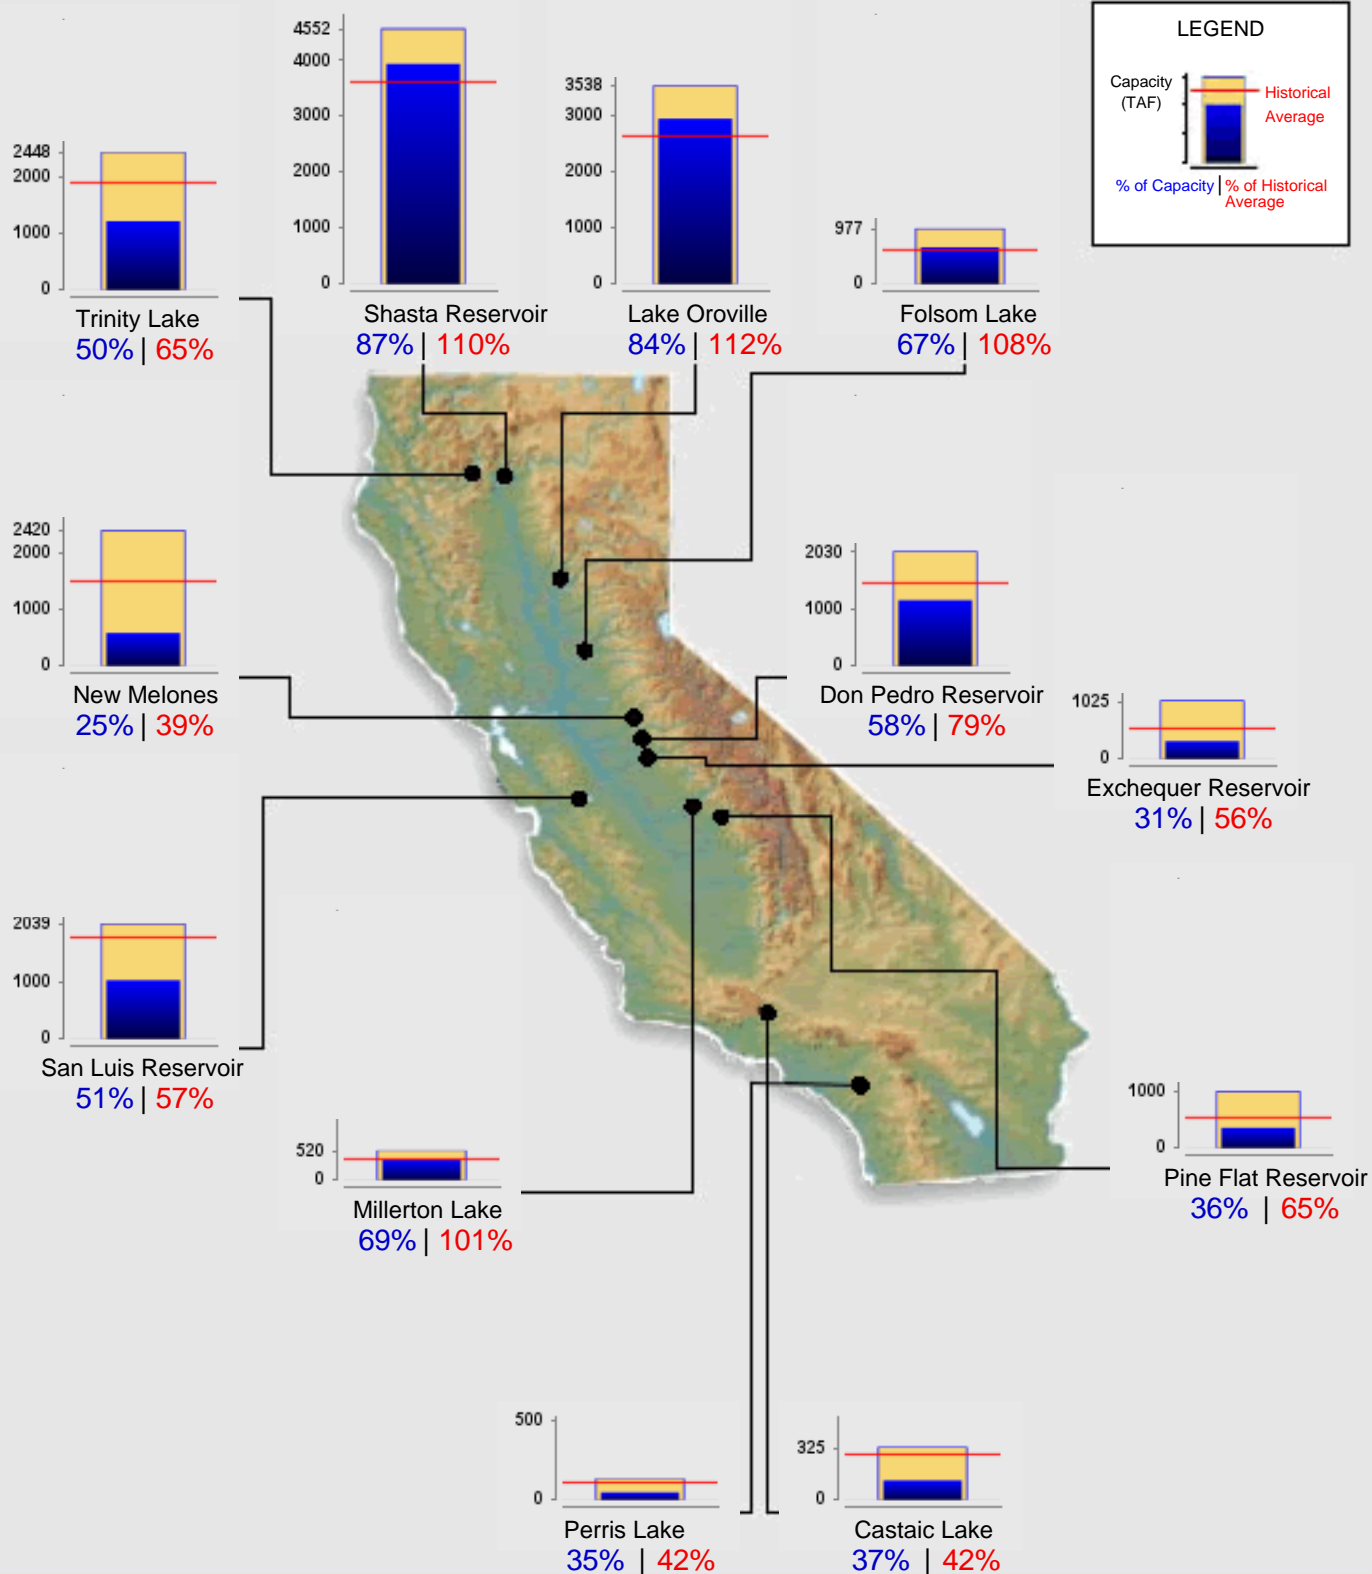 4552
4000
3000
2000
1000
0
Shasta Reservoir
87% | 110%
3538
3000
2000
1000
0
Lake Oroville
84% | 112%
LEGEND
Capacity
(TAF)
Historical
Average
% of Capacity | % of Historical
Average
2448
2000
1000
0
Trinity Lake
50% | 65%
977
0
Folsom Lake
67% | 108%
2420
2000
1000
0
New Melones
25% | 39%
2030
1000
0
Don Pedro Reservoir
58% | 79%
1025
0
Exchequer Reservoir
31% | 56%
2039
1000
0
San Luis Reservoir
51% | 57%
520
0
Millerton Lake
69% | 101%
1000
0
Pine Flat Reservoir
36% | 65%
500
0
Perris Lake
35% | 42%
325
0
Castaic Lake
37% | 42%